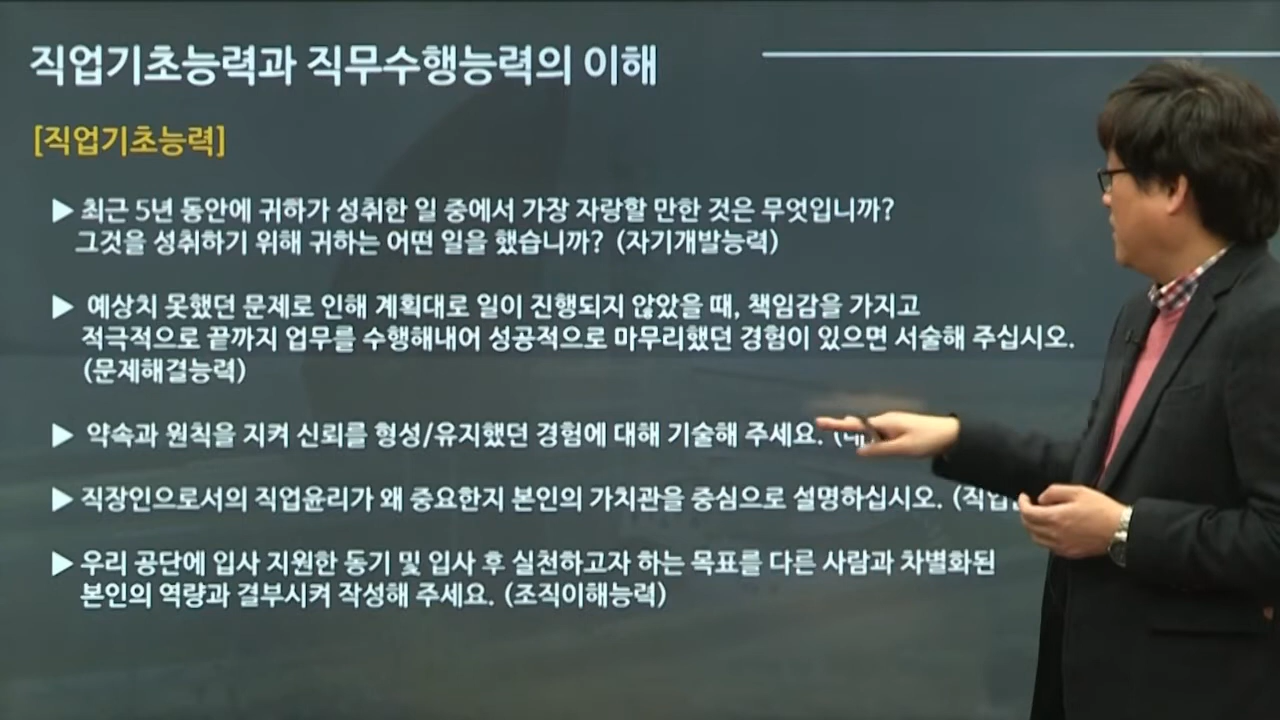 직업기초능력과 직무수행능력의 이해
[직업기초능력]
▶ 최근 5년 동안에 귀하가 성취한 일 중에서 가장 자랑할 만한 것은 무엇입니까?
그것을 성취하기 위해 귀하는 어떤 일을 했습니까? (자기개발능력)
▶ 예상치 못했던 문제로 인해 계획대로 일이 진행되지 않았을 때, 책임감을 가지고
적극적으로 끝까지 업무를 수행해내어 성공적으로 마무리했던 경험이 있으면 서술해 주십시오.
(문제해결능력)
▶ 약속과 원칙을 지켜 신뢰를 형성/유지했던 경험에 대해 기술해 주세요.
▶ 직장인으로서의 직업윤리가 왜 중요한지 본인의 가치관을 중심으로 설명하십시오. (직업
▶ 우리 공단에 입사 지원한 동기 및 입사 후 실천하고자 하는 목표를 다른 사람과 차별화된
본인의 역량과 결부시켜 작성해 주세요. (조직이해능력)